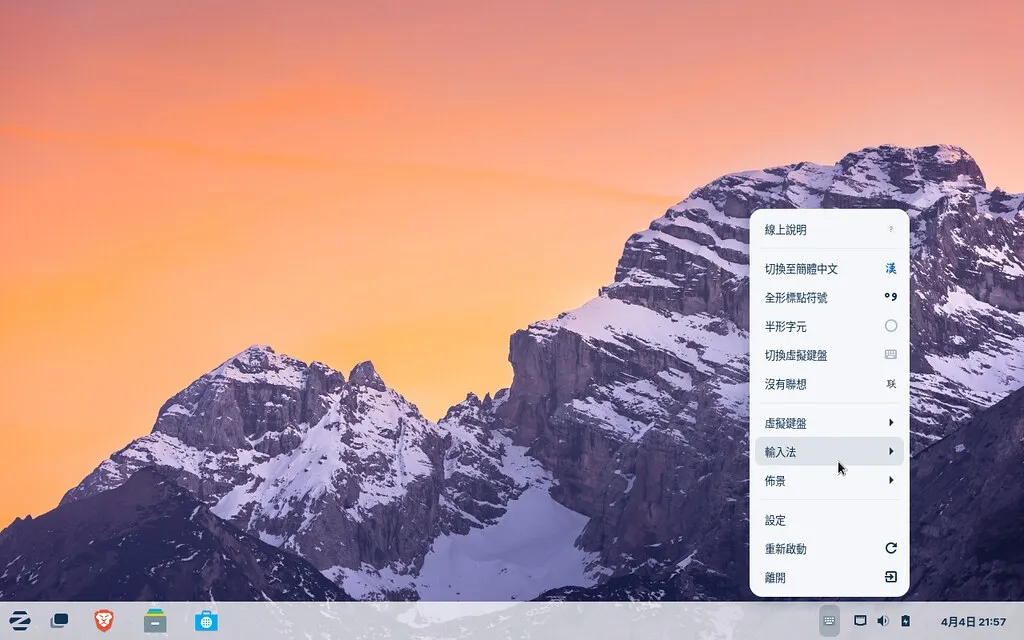 線上說明
?
切換至簡體中文
漢
全形標點符號
半形字元
切換虛擬鍵盤
沒有聯想
联
虛擬鍵盤
輸入法
佈景
設定
重新啟動
離開
4月4日 21:57